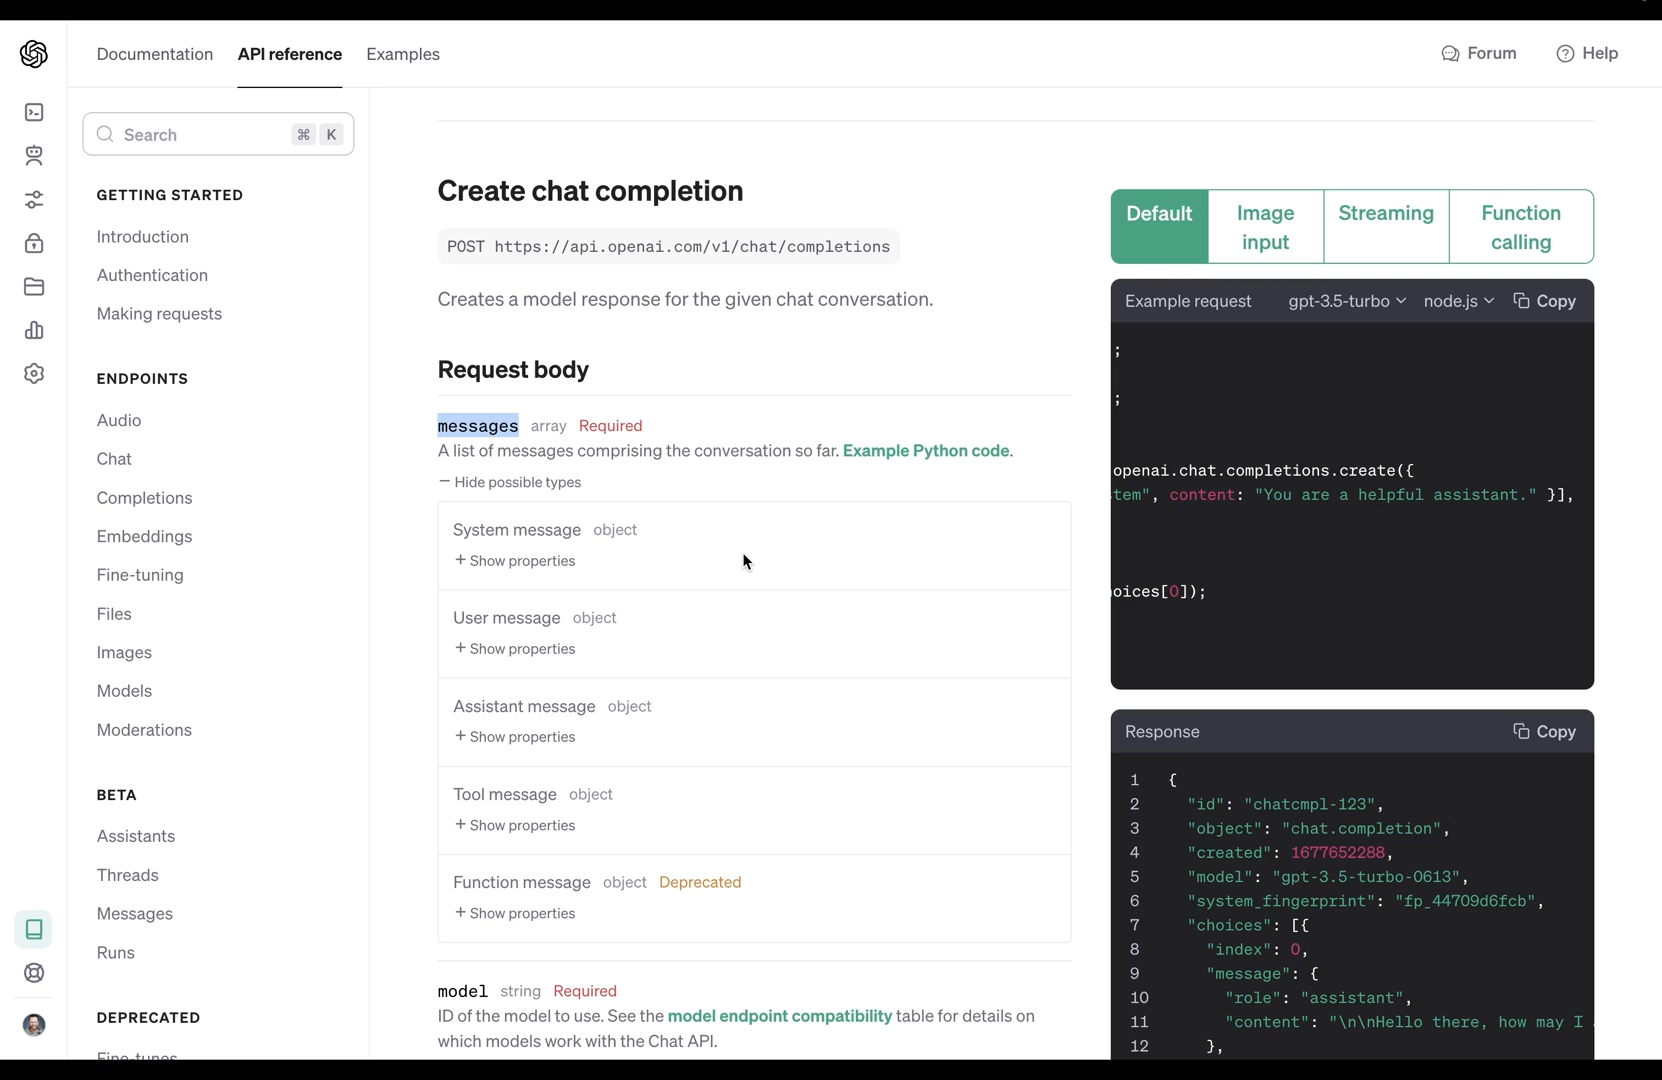 Documentation API reference Examples
Forum Help
Search ⌘ K
GETTING STARTED
Introduction
Authentication
Making requests
ENDPOINTS
Audio
Chat
Completions
Embeddings
Fine-tuning
Files
Images
Models
Moderations
BETA
Assistants
Threads
Messages
Runs
DEPRECATED
Fine-tunes
Create chat completion
POST https://api.openai.com/v1/chat/completions
Creates a model response for the given chat conversation.
Request body
messages array Required
A list of messages comprising the conversation so far. Example Python code.
— Hide possible types
System message object
+ Show properties
User message object
+ Show properties
Assistant message object
+ Show properties
Tool message object
+ Show properties
Function message object Deprecated
+ Show properties
model string Required
ID of the model to use. See the model endpoint compatibility table for details on
which models work with the Chat API.
Default
Image
input
Streaming
Function
calling
Example request gpt-3.5-turbo node.js Copy
;
;
openai.chat.completions.create({
tem", content: "You are a helpful assistant." }],
oices[0]);
Response Copy
1 {
2 "id": "chatcmpl-123",
3 "object": "chat.completion",
4 "created": 1677652288,
5 "model": "gpt-3.5-turbo-0613",
6 "system_fingerprint": "fp_44709d6fcb",
7 "choices": [{
8 "index": 0,
9 "message": {
10 "role": "assistant",
11 "content": "\n\nHello there, how may I
12 },